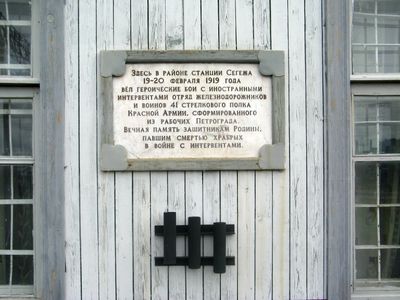 Здесь в районе станции Сегежа
19-20 февраля 1919 года
вёл героические бои с иностранными
интервентами отряд железнодорожников
и воинов 41 стрелкового полка
Красной Армии, сформированного
из рабочих Петрограда.
Вечная память защитникам Родины,
павшим смертью храбрых
в войне с интервентами.